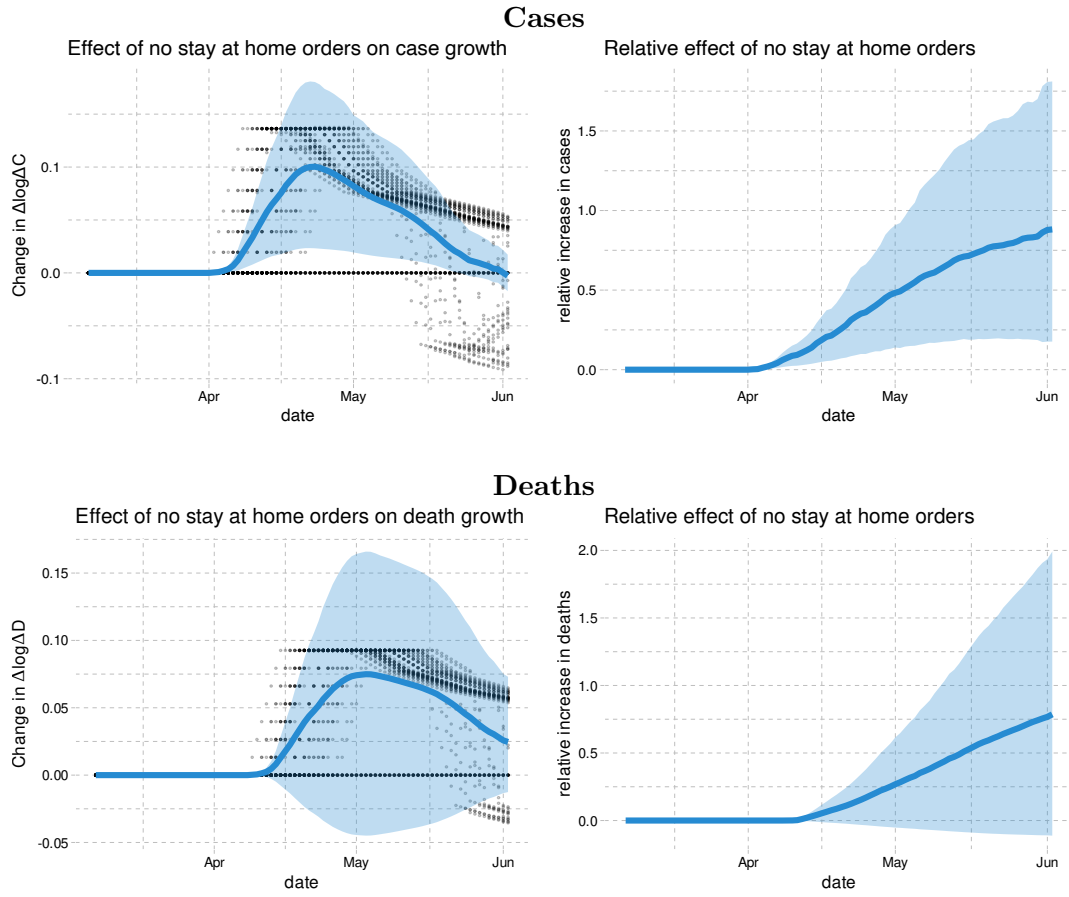 Cases
Effect of no stay at home orders on case growth
Change in ΔlogΔC
0.1
0.0
-0.1
Apr May Jun
date
Relative effect of no stay at home orders
relative increase in cases
1.5
1.0
0.5
0.0
Apr May Jun
date
Deaths
Effect of no stay at home orders on death growth
Change in ΔlogΔD
0.15
0.10
0.05
0.00
-0.05
Apr May Jun
date
Relative effect of no stay at home orders
relative increase in deaths
2.0
1.5
1.0
0.5
0.0
Apr May Jun
date